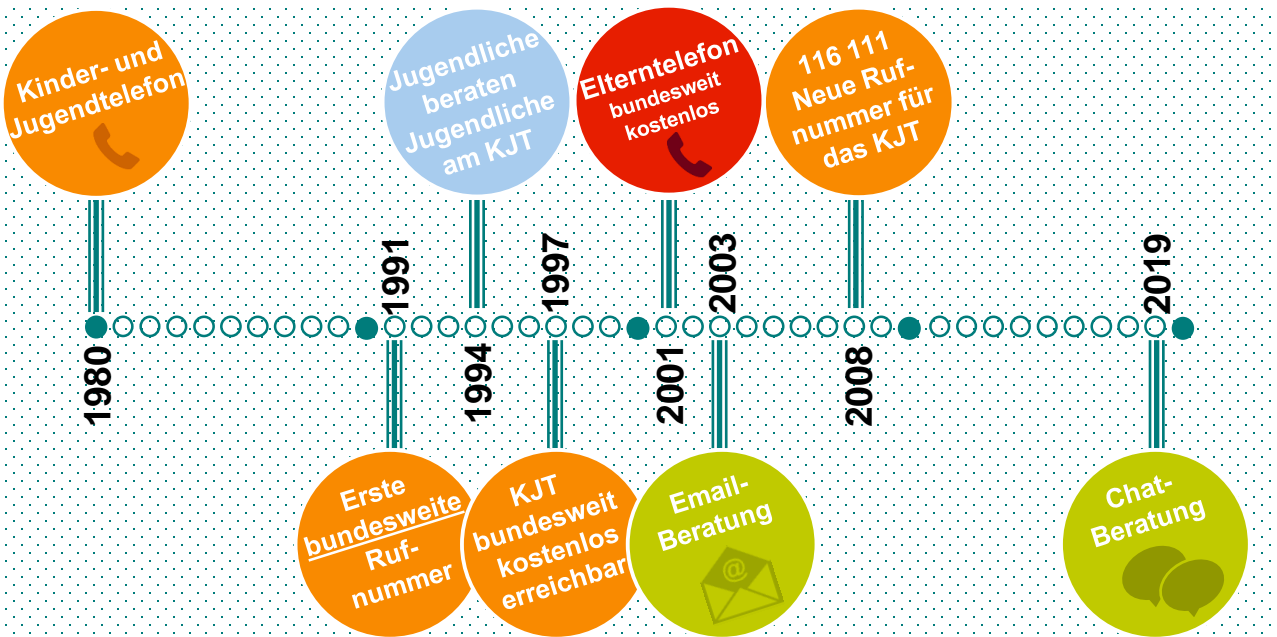 Kinder- und
Jugendtelefon
Jugendliche
beraten
Jugendliche
am KJT
Elterntelefon
bundesweit
kostenlos
116 111
Neue Ruf-
nummer für
das KJT
1980
1991
1994
1997
2001
2003
2008
2019
Erste
bundesweite
Ruf-
nummer
KJT
bundesweit
kostenlos
erreichbar
Email-
Beratung
@
Chat-
Beratung